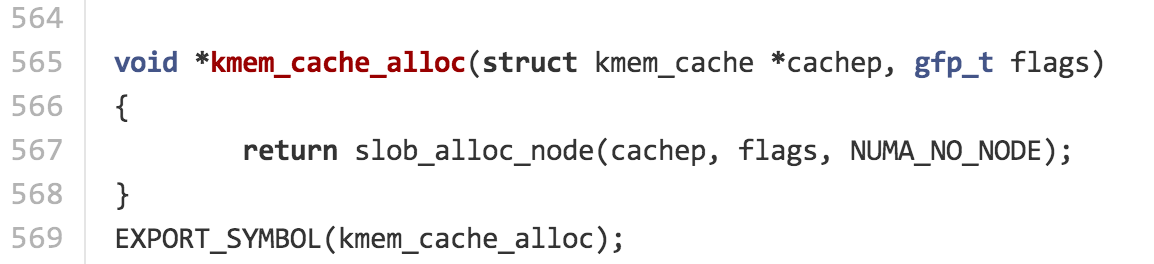 564
565 void *kmem_cache_alloc(struct kmem_cache *cachep, gfp_t flags)
566 {
567 return slob_alloc_node(cachep, flags, NUMA_NO_NODE);
568 }
569 EXPORT_SYMBOL(kmem_cache_alloc);